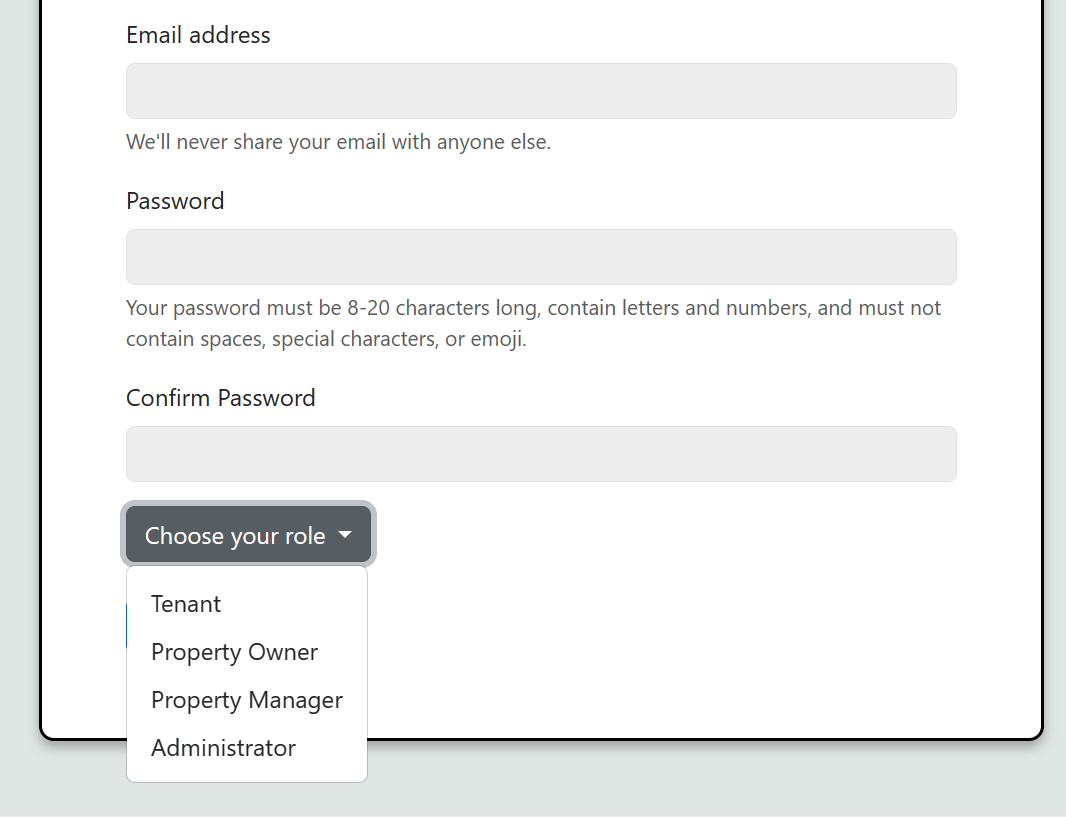 Email address
We'll never share your email with anyone else.
Password
Your password must be 8-20 characters long, contain letters and numbers, and must not
contain spaces, special characters, or emoji.
Confirm Password
Choose your role
Tenant
Property Owner
Property Manager
Administrator